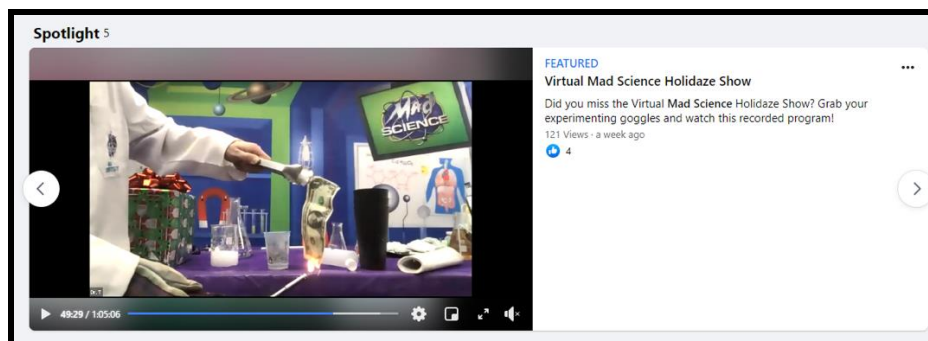 Spotlight 5
FEATURED
Virtual Mad Science Holidaze Show
Did you miss the Virtual Mad Science Holidaze Show? Grab your
experimenting goggles and watch this recorded program!
121 Views · a week ago
4
MAD
SCIENCE
Dr. T
49:29 / 1:05:06